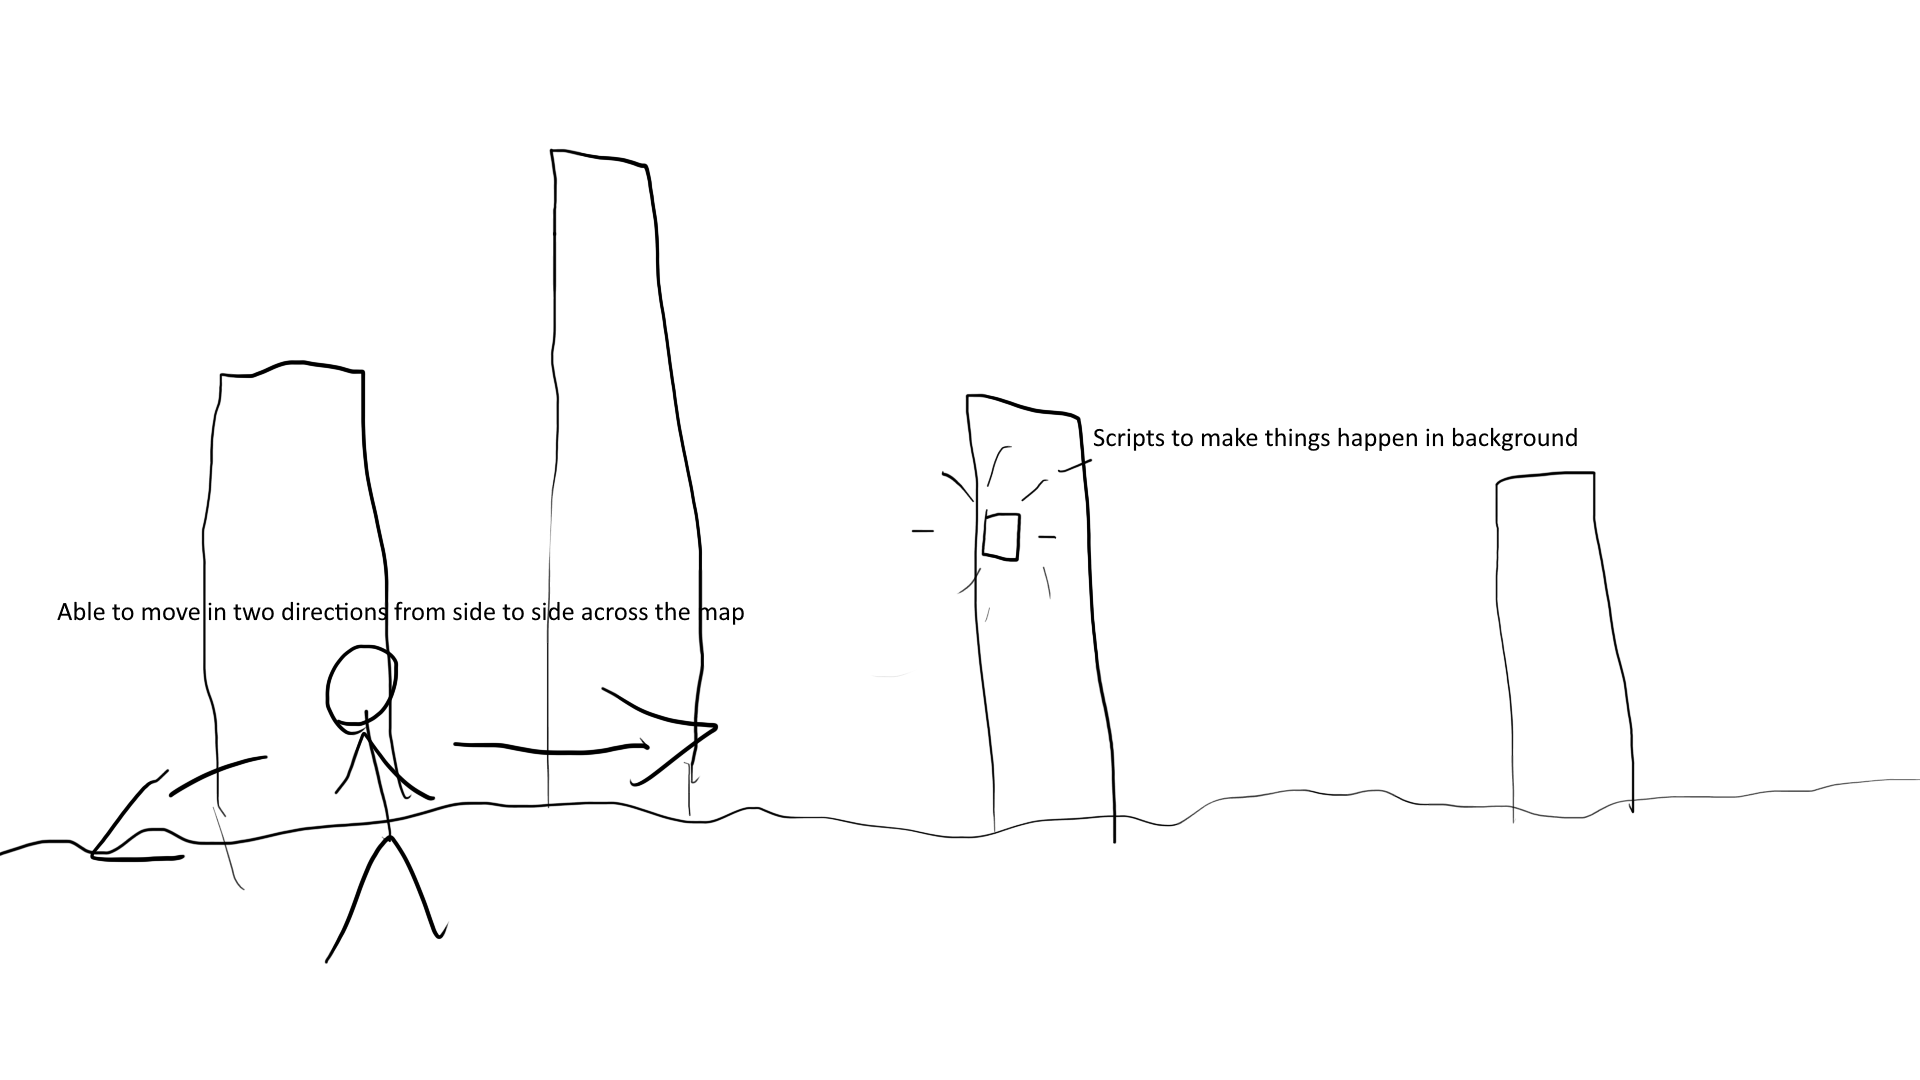 Scripts to make things happen in background
Able to move in two directions from side to side across the map